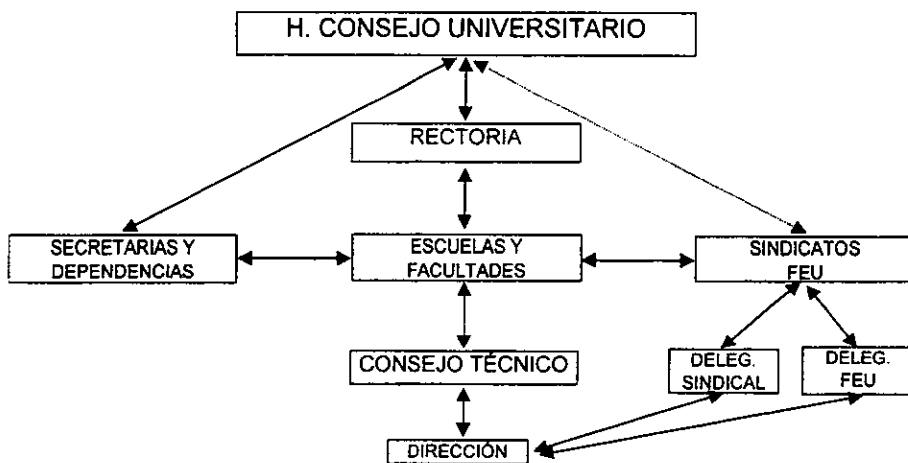 H. CONSEJO UNIVERSITARIO
RECTORIA
SECRETARIAS Y
DEPENDENCIAS
ESCUELAS Y
FACULTADES
SINDICATOS
FEU
CONSEJO TÉCNICO
DELEG.
SINDICAL
DELEG.
FEU
DIRECCIÓN